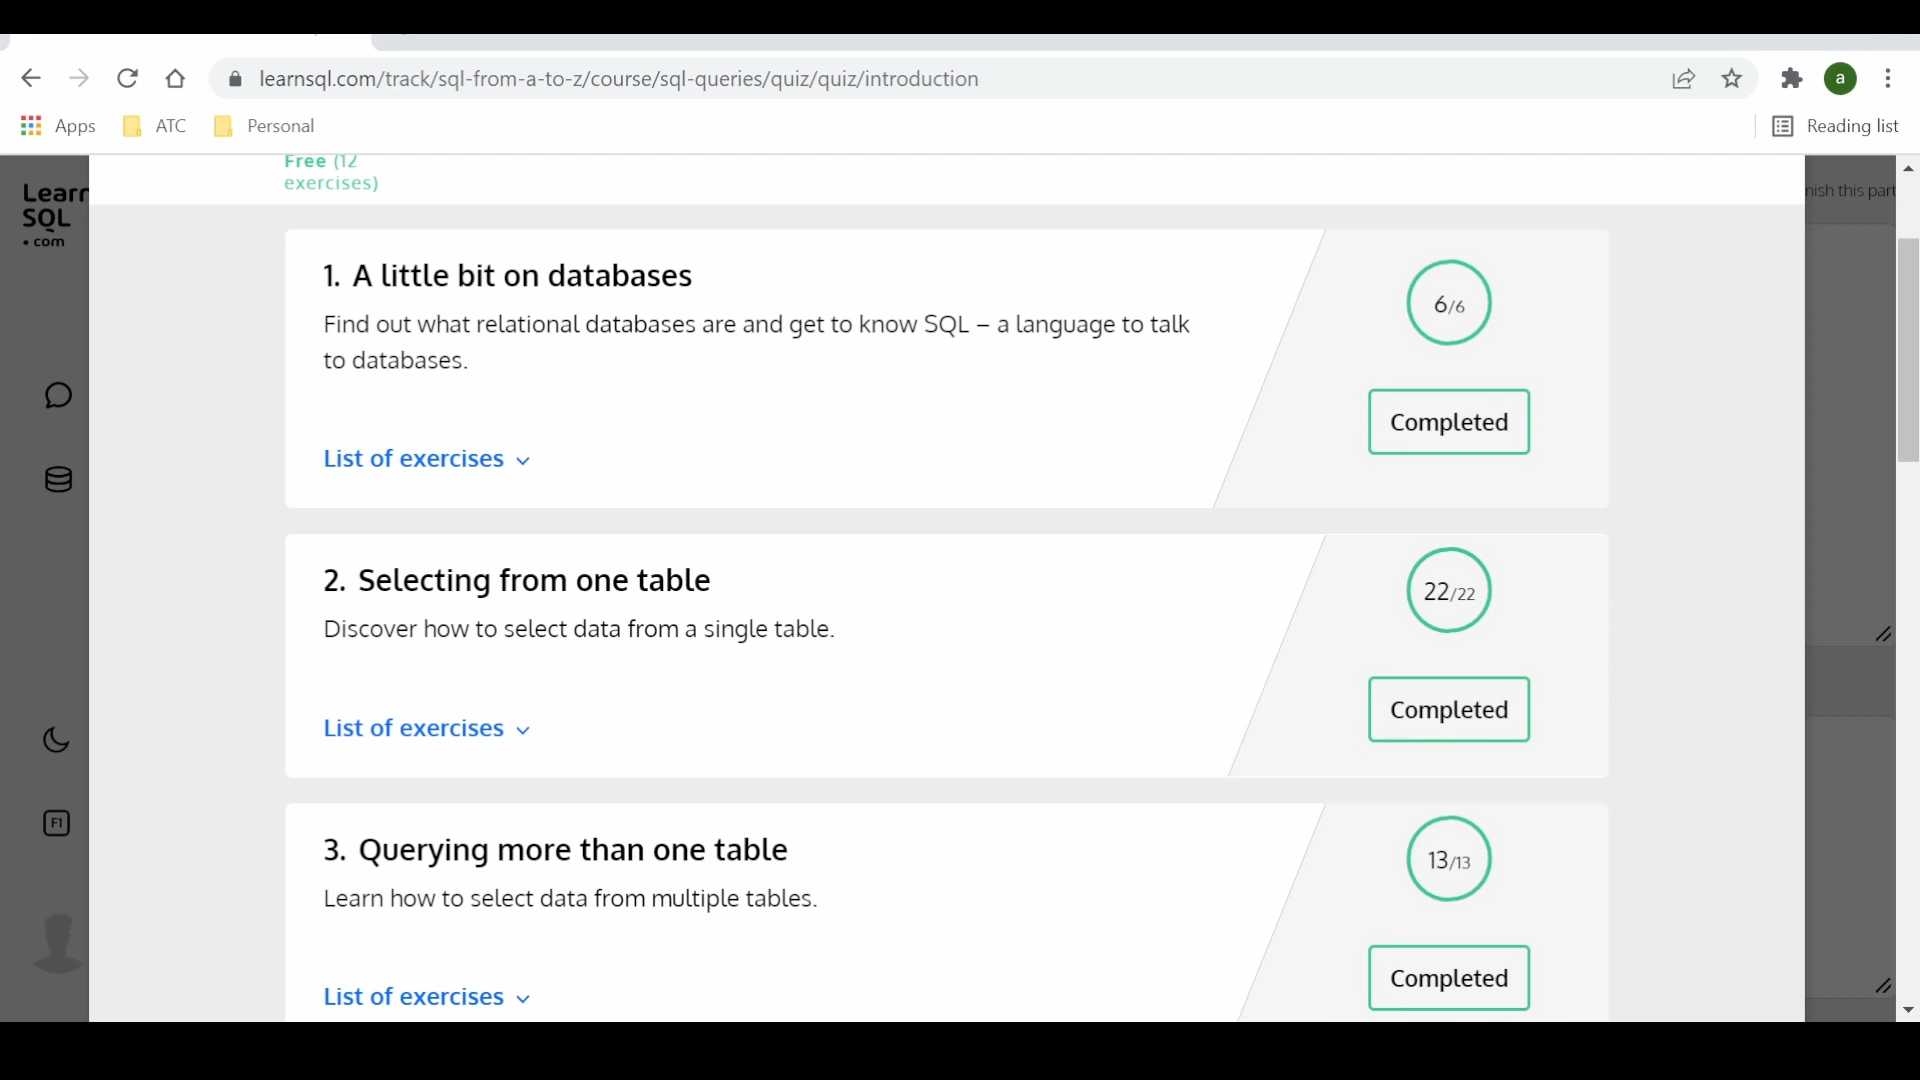 learnsql.com/track/sql-from-a-to-z/course/sql-queries/quiz/quiz/introduction
a
Apps
ATC
Personal
Reading list
Free (12
exercises)
Learn
SQL
• com
nish this part
1. A little bit on databases
Find out what relational databases are and get to know SQL – a language to talk
to databases.
6/6
Completed
List of exercises
2. Selecting from one table
Discover how to select data from a single table.
22/22
Completed
List of exercises
3. Querying more than one table
Learn how to select data from multiple tables.
13/13
Completed
List of exercises
F1